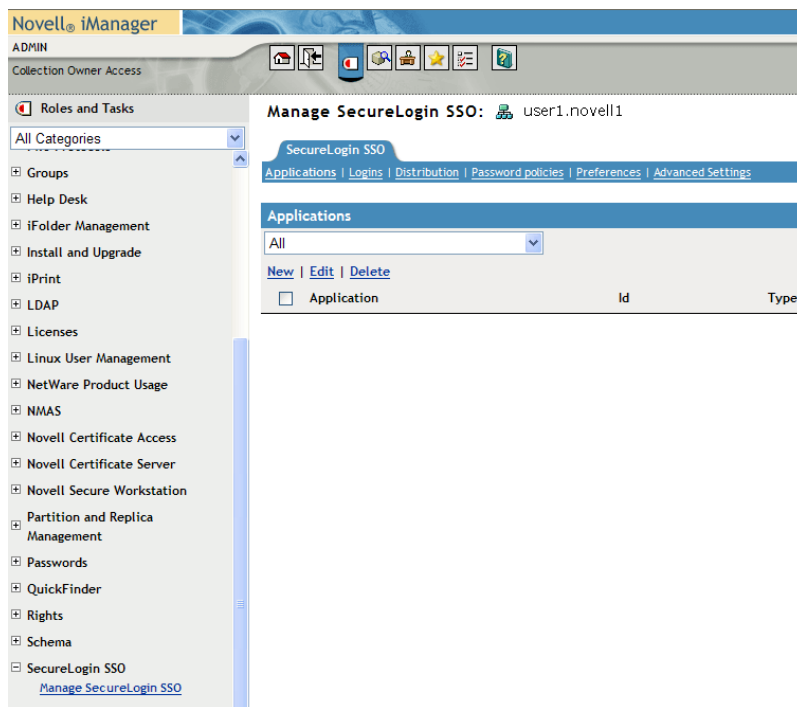 Novell® iManager
ADMIN
Collection Owner Access
Roles and Tasks
All Categories
Groups
Help Desk
iFolder Management
Install and Upgrade
iPrint
LDAP
Licenses
Linux User Management
NetWare Product Usage
NMAS
Novell Certificate Access
Novell Certificate Server
Novell Secure Workstation
Partition and Replica
Management
Passwords
QuickFinder
Rights
Schema
SecureLogin SSO
Manage SecureLogin SSO
Manage SecureLogin SSO: user1.novell1
SecureLogin SSO
Applications | Logins | Distribution | Password policies | Preferences | Advanced Settings
Applications
All
New | Edit | Delete
Application Id Type